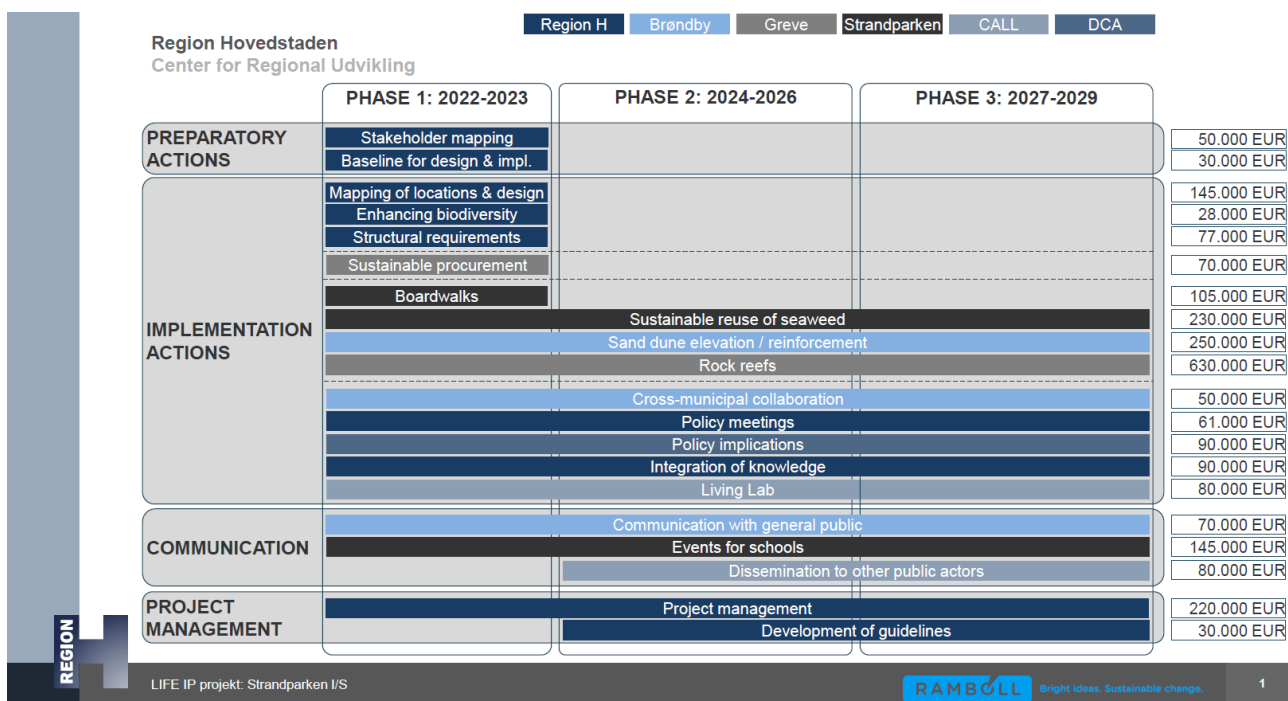 Region H Brøndby Greve Strandparken CALL DCA
Region Hovedstaden
Center for Regional Udvikling
PHASE 1: 2022-2023 PHASE 2: 2024-2026 PHASE 3: 2027-2029
PREPARATORY
ACTIONS
Stakeholder mapping 50.000 EUR
Baseline for design & impl. 30.000 EUR
IMPLEMENTATION
ACTIONS
Mapping of locations & design 145.000 EUR
Enhancing biodiversity 28.000 EUR
Structural requirements 77.000 EUR
Sustainable procurement 70.000 EUR
Boardwalks 105.000 EUR
Sustainable reuse of seaweed 230.000 EUR
Sand dune elevation / reinforcement 250.000 EUR
Rock reefs 630.000 EUR
Cross-municipal collaboration 50.000 EUR
Policy meetings 61.000 EUR
Policy implications 90.000 EUR
Integration of knowledge 90.000 EUR
Living Lab 80.000 EUR
COMMUNICATION
Communication with general public 70.000 EUR
Events for schools 145.000 EUR
Dissemination to other public actors 80.000 EUR
PROJECT
MANAGEMENT
Project management 220.000 EUR
Development of guidelines 30.000 EUR
REGION H
LIFE IP projekt: Strandparken I/S
RAMBOLL Bright ideas. Sustainable change.
1